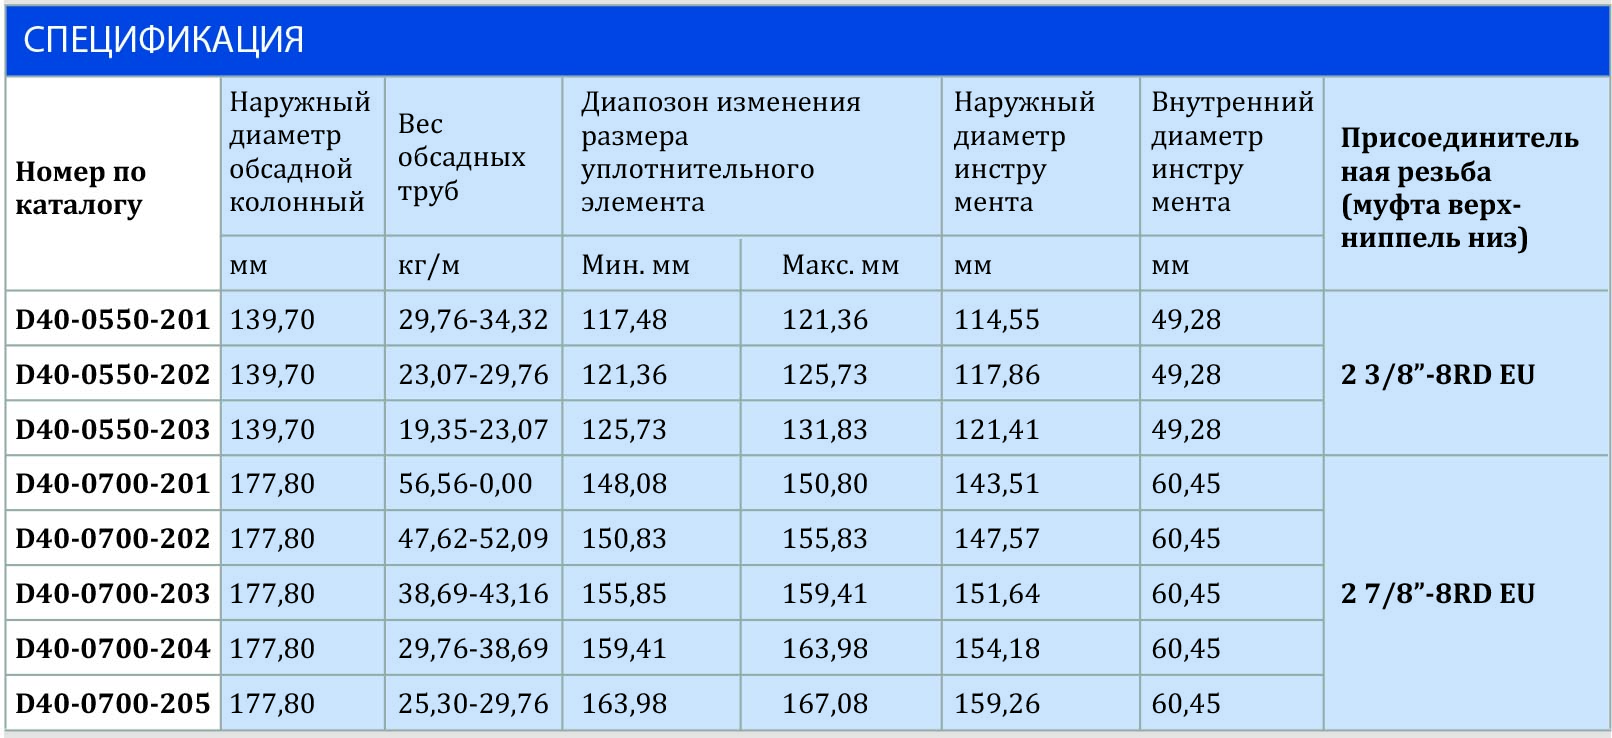 СПЕЦИФИКАЦИЯ
Номер по
каталогу
Наружный
диаметр
обсадной
колонный
Вес
обсадных
труб
Диапозон изменения
размера
уплотнительного
элемента
Наружный
диаметр
инстру
мента
Внутренний
диаметр
инстру
мента
Присоединитель
ная резьба
(муфта верх-
ниппель низ)
мм кг/м Мин. мм Макс. мм мм мм
D40-0550-201 139,70 29,76-34,32 117,48 121,36 114,55 49,28
D40-0550-202 139,70 23,07-29,76 121,36 125,73 117,86 49,28 2 3/8”-8RD EU
D40-0550-203 139,70 19,35-23,07 125,73 131,83 121,41 49,28
D40-0700-201 177,80 56,56-0,00 148,08 150,80 143,51 60,45
D40-0700-202 177,80 47,62-52,09 150,83 155,83 147,57 60,45
D40-0700-203 177,80 38,69-43,16 155,85 159,41 151,64 60,45 2 7/8”-8RD EU
D40-0700-204 177,80 29,76-38,69 159,41 163,98 154,18 60,45
D40-0700-205 177,80 25,30-29,76 163,98 167,08 159,26 60,45